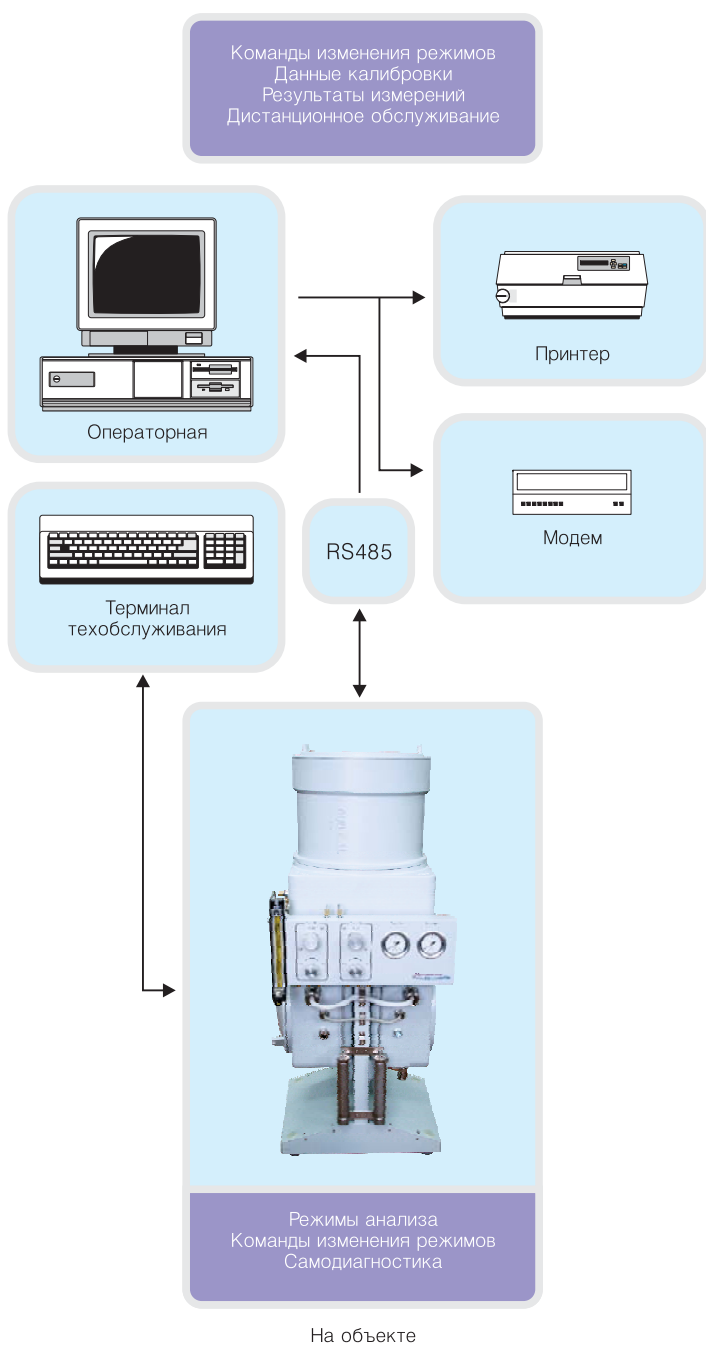 Команды изменения режимов
Данные калибровки
Результаты измерений
Дистанционное обслуживание
Операторная
Принтер
Модем
Терминал
техобслуживания
RS485
Режимы анализа
Команды изменения режимов
Самодиагностика
На объекте